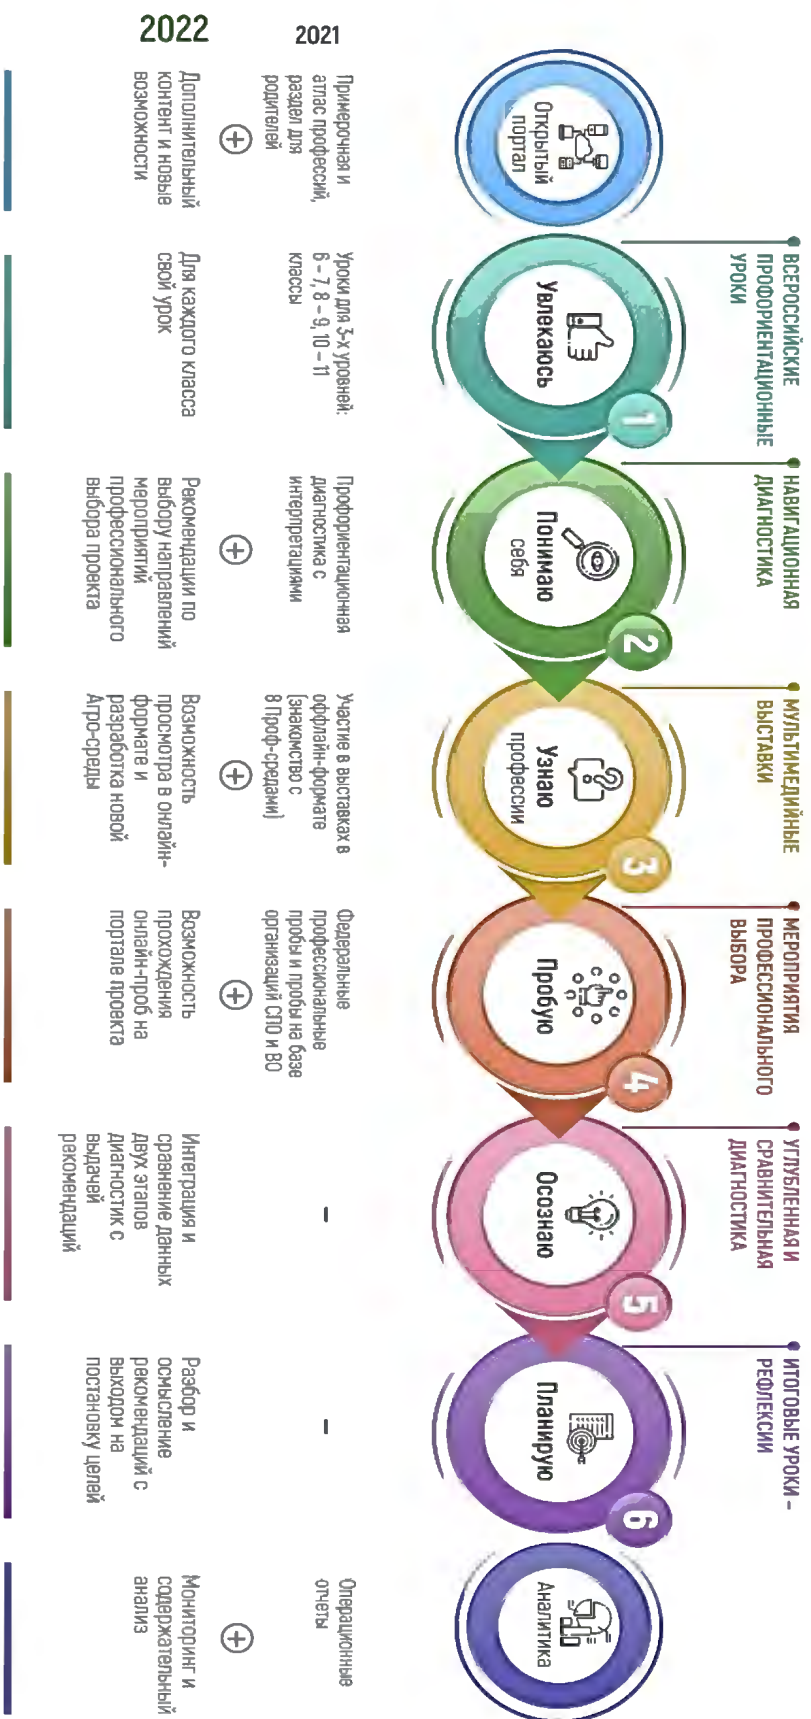 ВСЕРОССИЙСКИЕ
ПРОФОРИЕНТАЦИОННЫЕ
УРОКИ
НАВИГАЦИОННАЯ
ДИАГНОСТИКА
МУЛЬТИМЕДИЙНЫЕ
ВЫСТАВКИ
МЕРОПРИЯТИЯ
ПРОФЕССИОНАЛЬНОГО
ВЫБОРА
УГЛУБЛЕННАЯ И
СРАВНИТЕЛЬНАЯ
ДИАГНОСТИКА
ИТОГОВЫЕ УРОКИ –
РЕФЛЕКСИИ
Открытый
портал
Увлекаюсь
1
Понимаю
себя
2
Узнаю
профессии
3
Пробую
4
Осознаю
5
Планирую
6
Аналитика
2021
Примерочная и
атлас профессий,
раздел для
родителей
Уроки для 3-х уровней:
6 – 7, 8 – 9, 10 – 11
классы
Профориентационная
диагностика с
интерпретациями
Участие в выставках в
оффлайн-формате
(знакомство с
8 Проф-средами)
Федеральные
профессиональные
пробы и пробы на базе
организаций СПО и ВО
–
–
Операционные
отчеты
+
+
+
+
+
2022
Дополнительный
контент и новые
возможности
Для каждого класса
свой урок
Рекомендации по
выбору направлений
мероприятий
профессионального
выбора проекта
Возможность
просмотра в онлайн-
формате и
разработка новой
Агро-среды
Возможность
прохождения
онлайн-проб на
портале проекта
Интеграция и
сравнение данных
двух этапов
диагностик с
выдачей
рекомендаций
Разбор и
осмысление
рекомендаций с
выходом на
постановку целей
Мониторинг и
содержательный
анализ